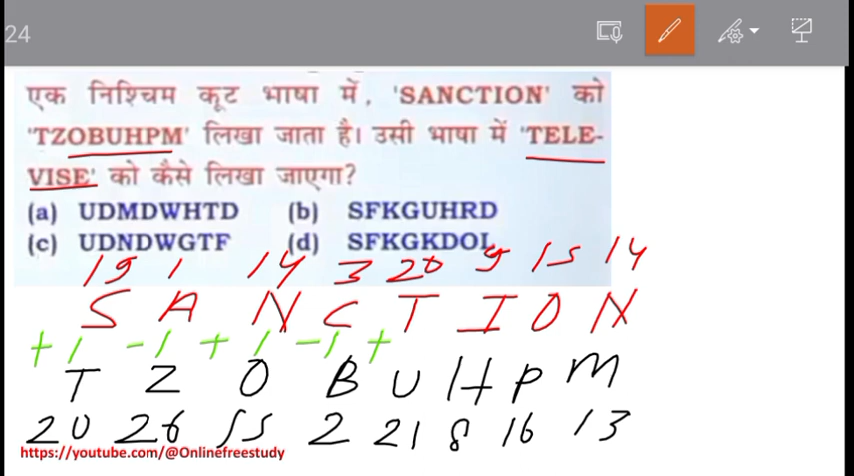 24
एक निश्चिम कूट भाषा में, 'SANCTION' को
'TZOBUHPM' लिखा जाता है। उसी भाषा में 'TELE-
VISE' को कैसे लिखा जाएगा?
(a) UDMDWHTD (b) SFKGUHRD
(c) UDNDWGTF (d) SFKGKDOL
19 1 14 3 20 9 15 14
S A N C T I O N
+1 -1 +1 -1 +
T Z O B U H P M
20 26 15 2 21 8 16 13
https://youtube.com/@Onlinefreestudy